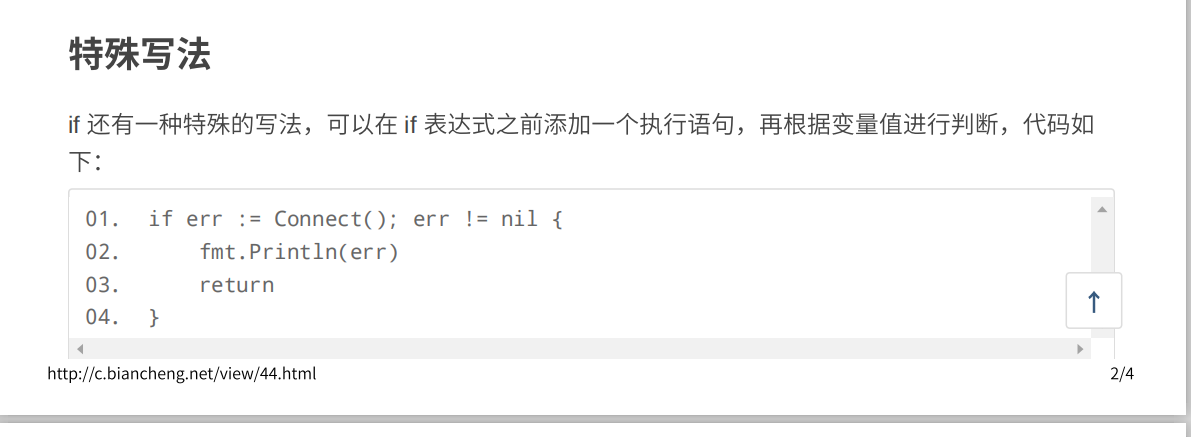 特殊写法
if 还有一种特殊的写法，可以在 if 表达式之前添加一个执行语句，再根据变量值进行判断，代码如
下：
01. if err := Connect(); err != nil {
02.     fmt.Println(err)
03.     return
04. }
↑
http://c.biancheng.net/view/44.html 2/4